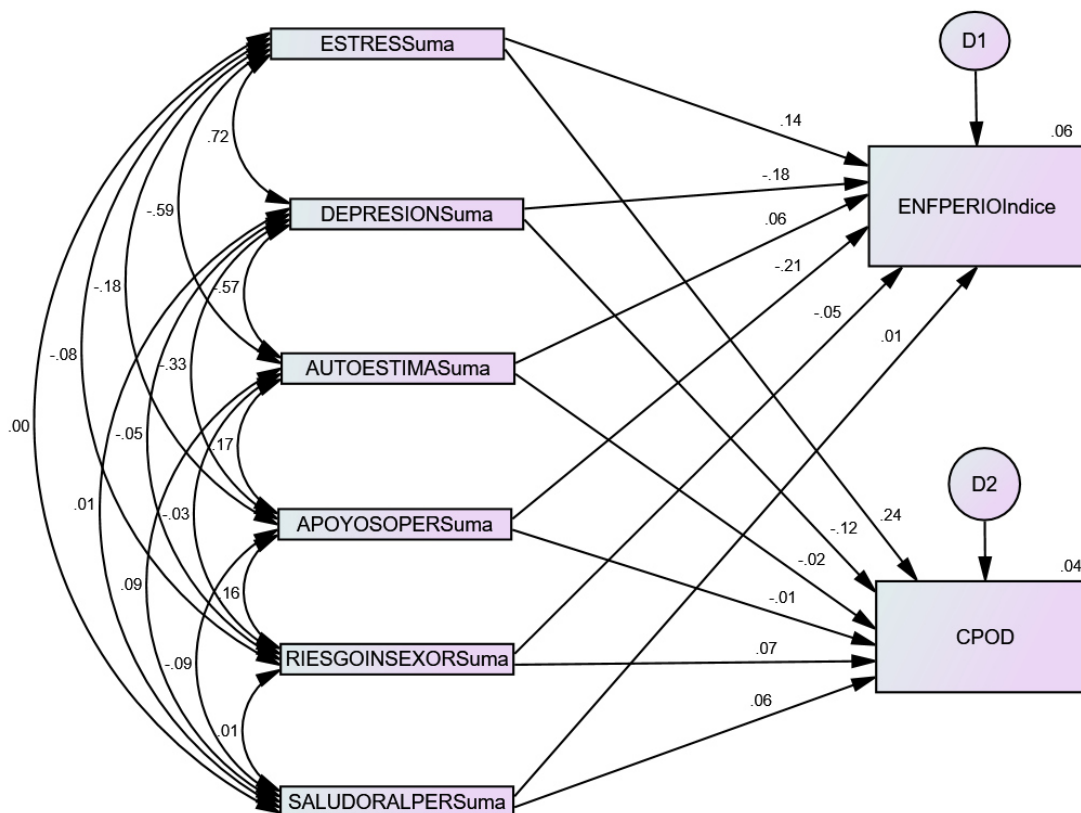 ESTRESSuma
D1
.14
.06
.72
-.18
DEPRESIONSuma
ENFPERIOIndice
-.59
.06
-.21
-.18
-.57
-.05
.01
-.08
-.33
AUTOESTIMASuma
.00
-.05
.17
D2
.01
-.03
APOYOSOPERSuma
-.12
.24
-.02
.04
.09
.16
-.01
CPOD
-.09
RIESGOINSEXORSuma
.07
.06
.01
SALUDORALPERSuma